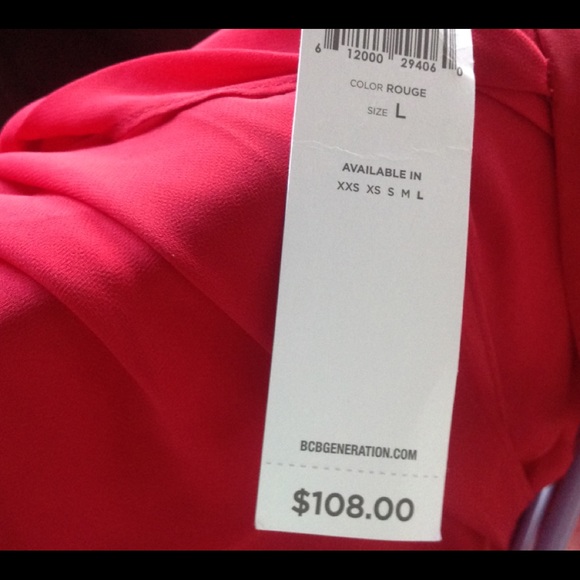 6 12000 29406 0
COLOR ROUGE
SIZE L
AVAILABLE IN
XXS XS S M L
BCBGENERATION.COM
$108.00